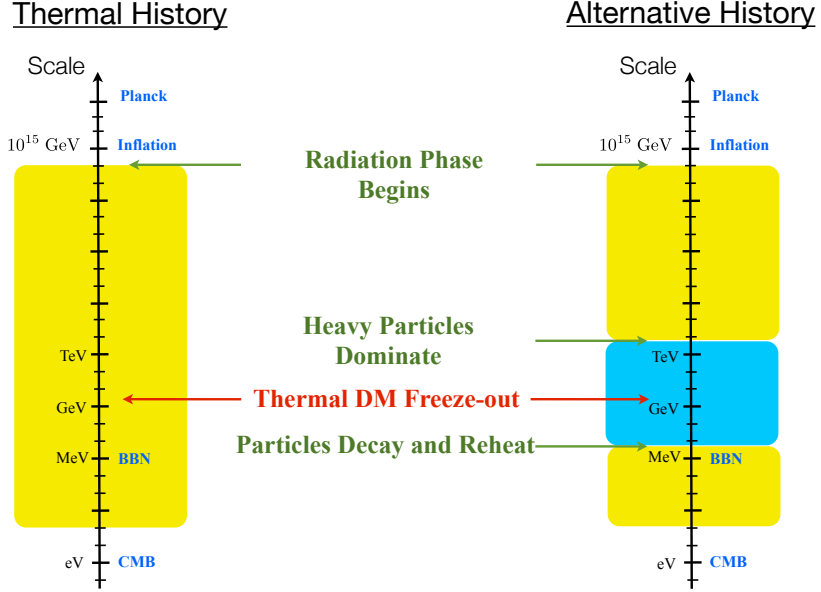 Thermal History
Alternative History
Scale
Scale
Planck
Planck
10^15 GeV
Inflation
10^15 GeV
Inflation
Radiation Phase
Begins
Heavy Particles
Dominate
TeV
TeV
Thermal DM Freeze-out
GeV
GeV
Particles Decay and Reheat
MeV
BBN
MeV
BBN
eV
CMB
eV
CMB